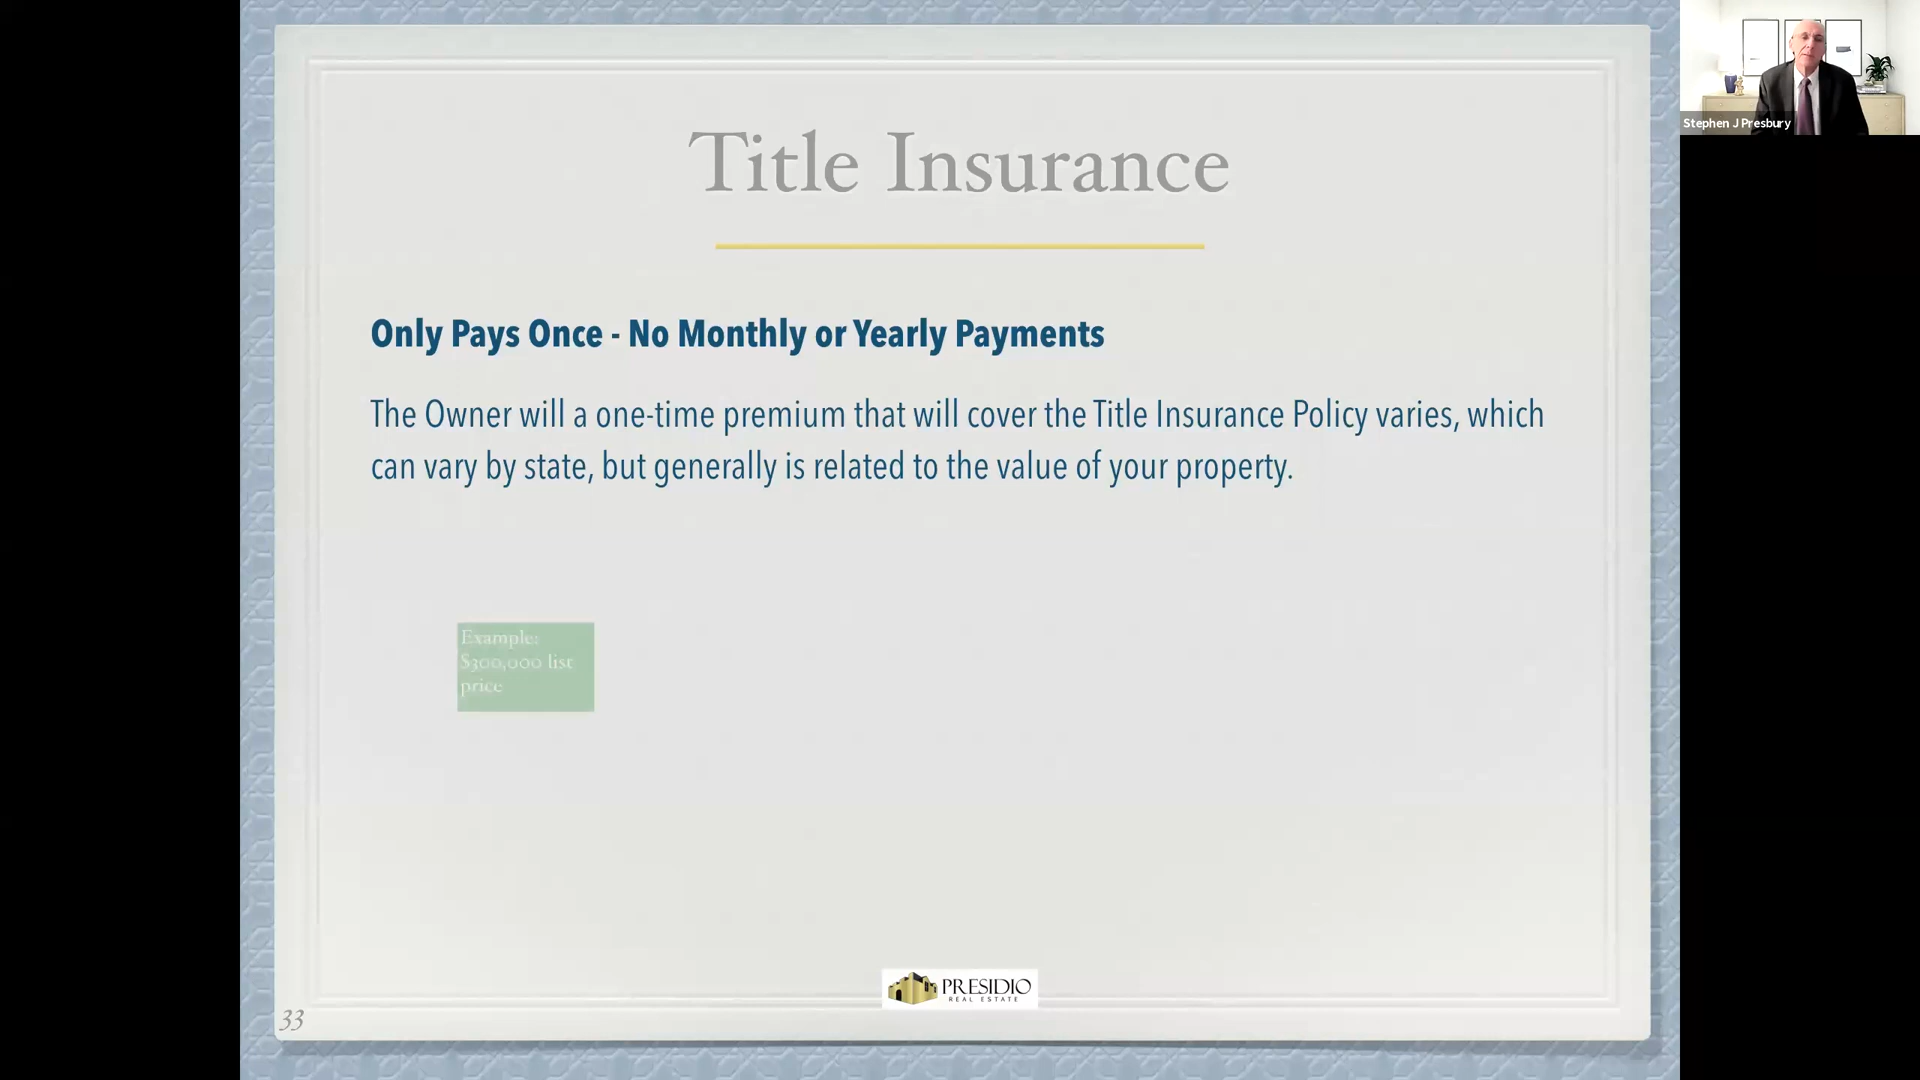 Title Insurance
Only Pays Once - No Monthly or Yearly Payments
The Owner will a one-time premium that will cover the Title Insurance Policy varies, which
can vary by state, but generally is related to the value of your property.
Example:
$300,000 list
price
PRESIDIO
REAL ESTATE
33
Stephen J Presbury